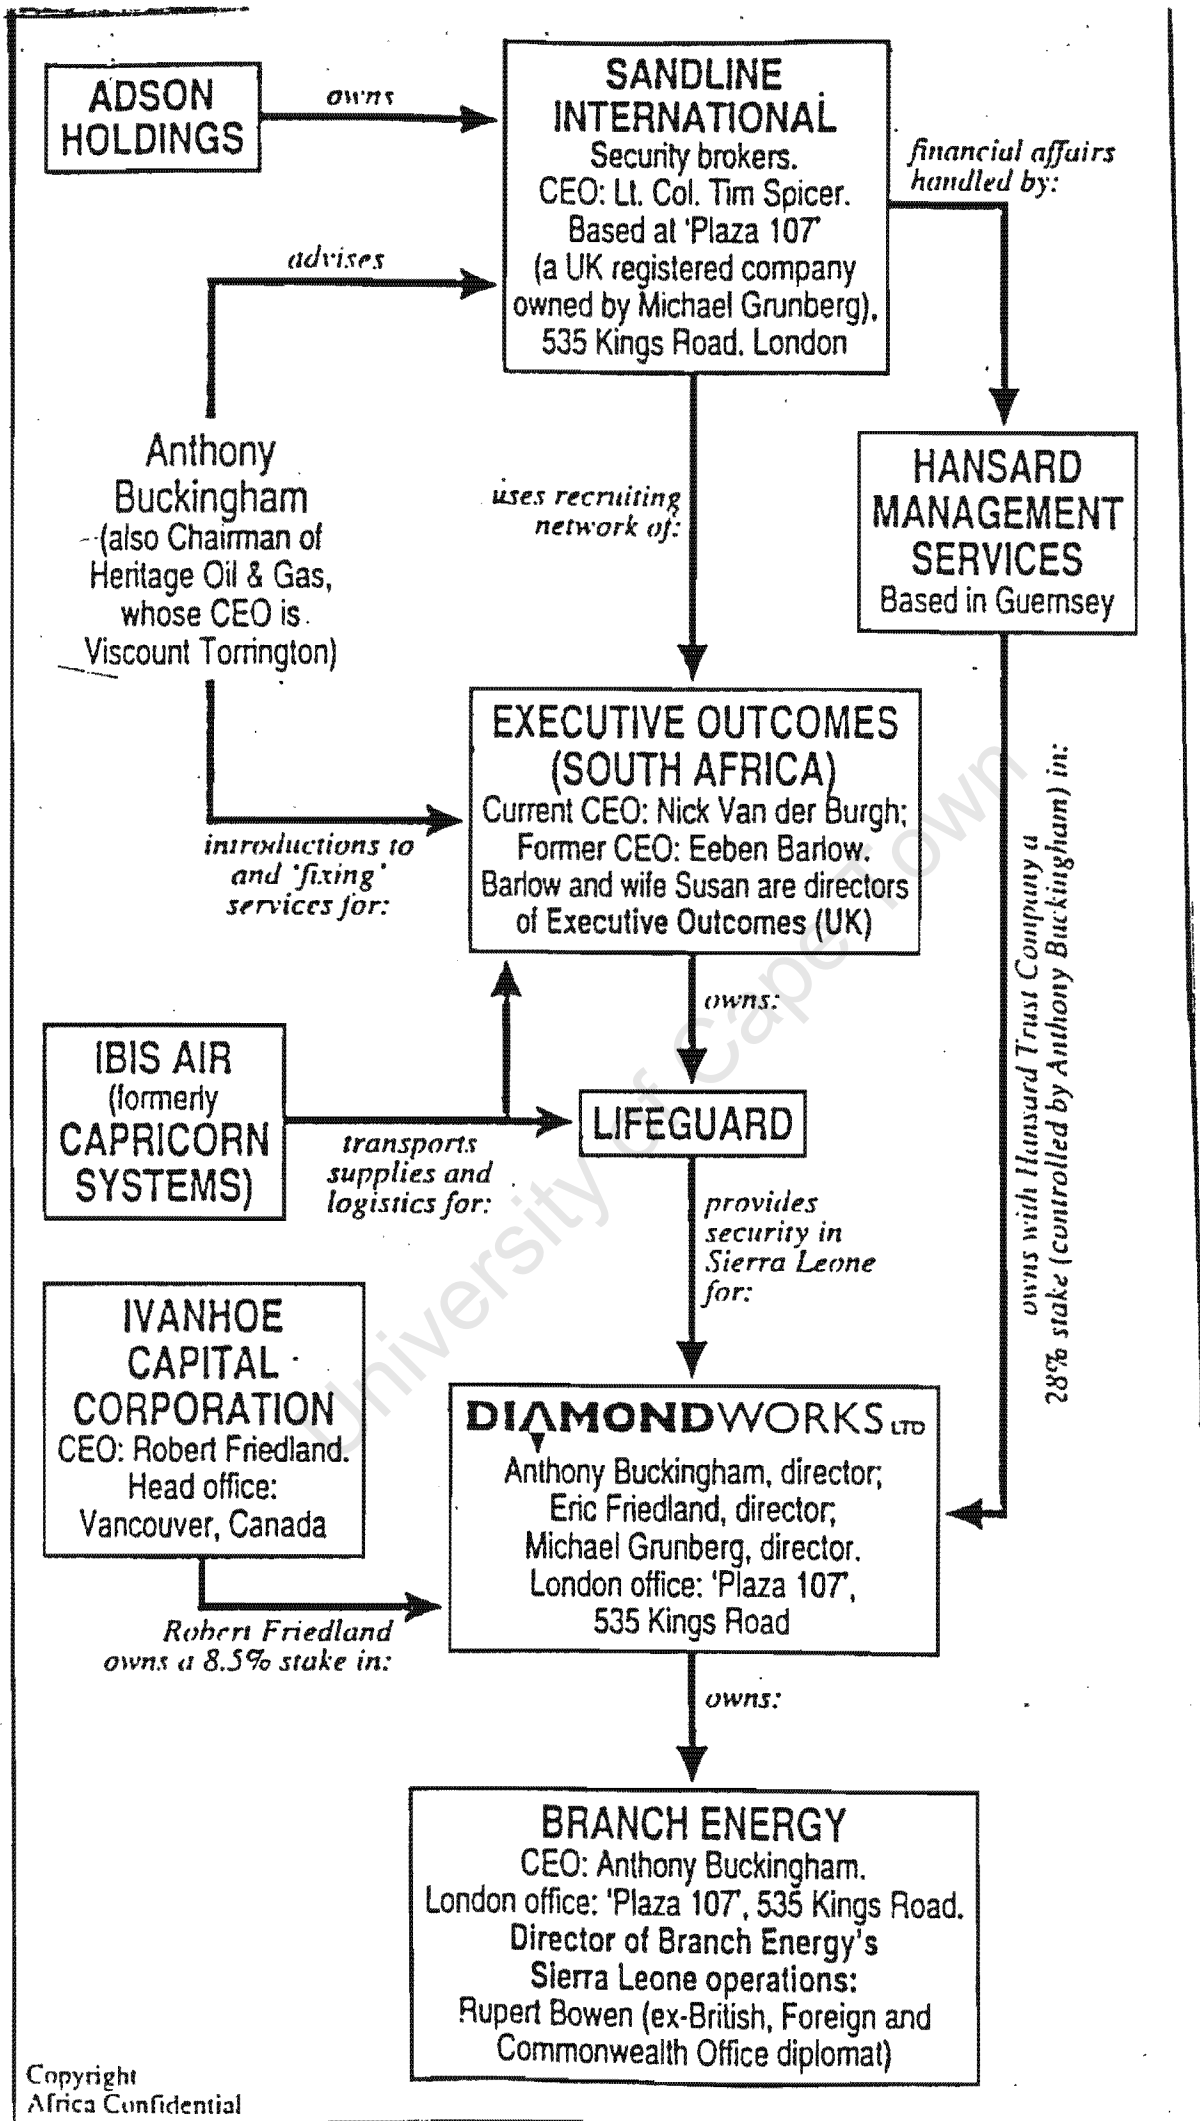 ADSON
HOLDINGS
owns
SANDLINE
INTERNATIONAL
Security brokers.
CEO: Lt. Col. Tim Spicer.
Based at 'Plaza 107'
(a UK registered company
owned by Michael Grunberg),
535 Kings Road. London
financial affairs
handled by:
advises
Anthony
Buckingham
(also Chairman of
Heritage Oil & Gas,
whose CEO is
Viscount Torrington)
uses recruiting
network of:
HANSARD
MANAGEMENT
SERVICES
Based in Guernsey
introductions to
and 'fixing'
services for:
EXECUTIVE OUTCOMES
(SOUTH AFRICA)
Current CEO: Nick Van der Burgh;
Former CEO: Eeben Barlow.
Barlow and wife Susan are directors
of Executive Outcomes (UK)
owns with Hansard Trust Company a
28% stake (controlled by Anthony Buckingham) in:
owns:
IBIS AIR
(formerly
CAPRICORN
SYSTEMS)
transports
supplies and
logistics for:
LIFEGUARD
provides
security in
Sierra Leone
for:
IVANHOE
CAPITAL
CORPORATION
CEO: Robert Friedland.
Head office:
Vancouver, Canada
Robert Friedland
owns a 8.5% stake in:
DIAMONDWORKS LTD
Anthony Buckingham, director;
Eric Friedland, director;
Michael Grunberg, director.
London office: 'Plaza 107',
535 Kings Road
owns:
BRANCH ENERGY
CEO: Anthony Buckingham.
London office: 'Plaza 107', 535 Kings Road.
Director of Branch Energy's
Sierra Leone operations:
Rupert Bowen (ex-British, Foreign and
Commonwealth Office diplomat)
Copyright
Africa Confidential
University of Cape Town